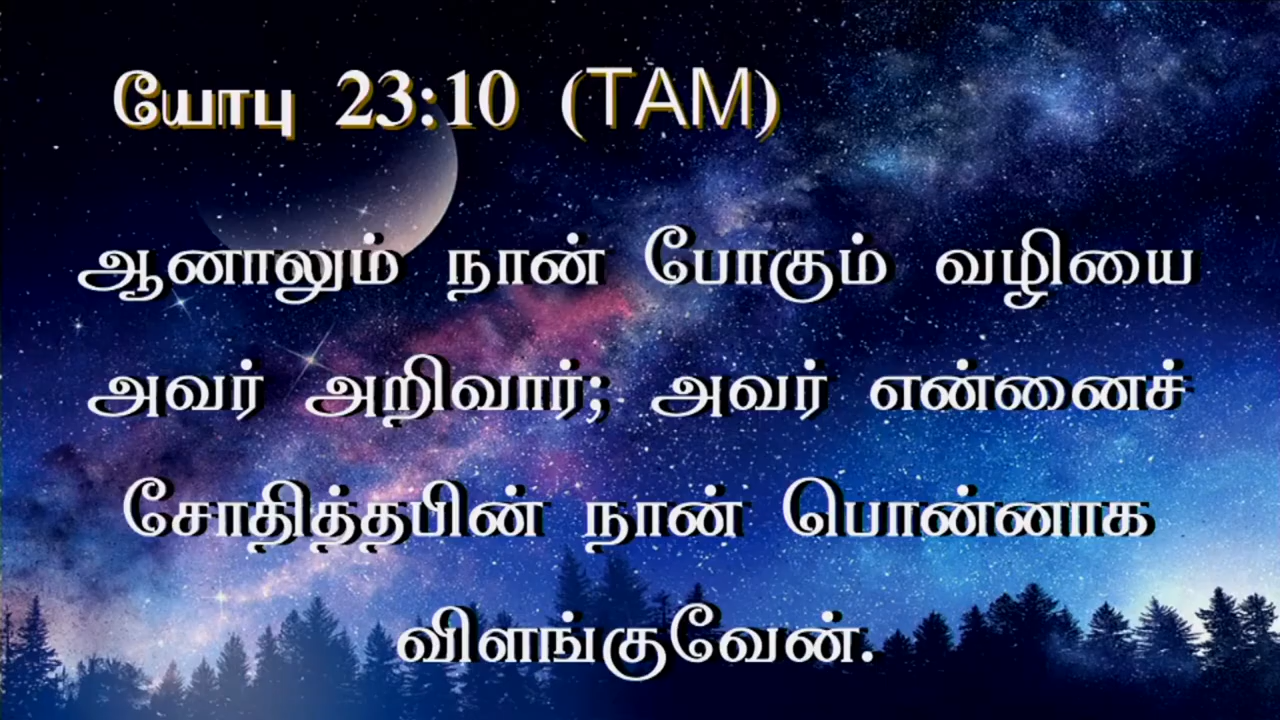 யோபு 23:10 (TAM)
ஆனாலும் நான் போகும் வழியை
அவர் அறிவார்; அவர் என்னைச்
சோதித்தபின் நான் பொன்னாக
விளங்குவேன்.